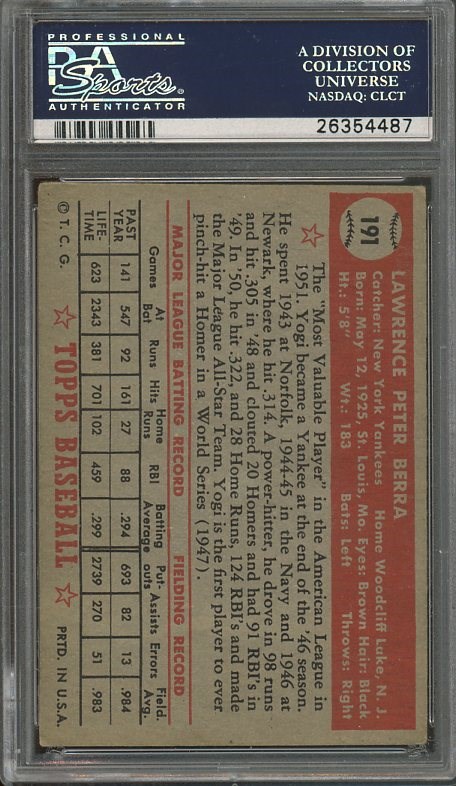 PROFESSIONAL
PSA
Sports
AUTHENTICATOR
A DIVISION OF
COLLECTORS
UNIVERSE
NASDAQ: CLCT
26354487
191
LAWRENCE PETER BERRA
Catcher: New York Yankees Home Woodcliff Luke, N. J.
Born: May 12, 1925, St. Louis, Mo. Eyes: Brown Hair: Black
Ht.: 5'8" Wt.: 183 Bats: Left Throws: Right
The "Most Valuable Player" in the American League in
1951. Yogi became a Yankee at the end of the '46 season.
He spent 1943 at Norfolk, 1944-45 in the Navy and 1946 at
Newark, where he hit .314. A power-hitter, he drove in 98 runs
and hit .305 in '48 and clouted 20 Homers and had 91 RBI's in
'49. In '50, he hit .322, and 28 Home Runs, 124 RBI's and made
the Major League All-Star Team. Yogi is the first player to ever
pinch-hit a Homer in a World Series (1947).
MAJOR LEAGUE BATTING RECORD FIELDING RECORD
Games At Bat Runs Hits Home Runs RBI Batting Average Put-outs Assists Errors Field. Avg.
PAST YEAR 141 547 92 161 27 88 .294 693 82 13 .984
LIFE-TIME 623 2343 381 701 102 459 .299 2739 270 51 .983
© T. C. G. ☆ TOPPS BASEBALL ☆ PRTD. IN U.S.A.